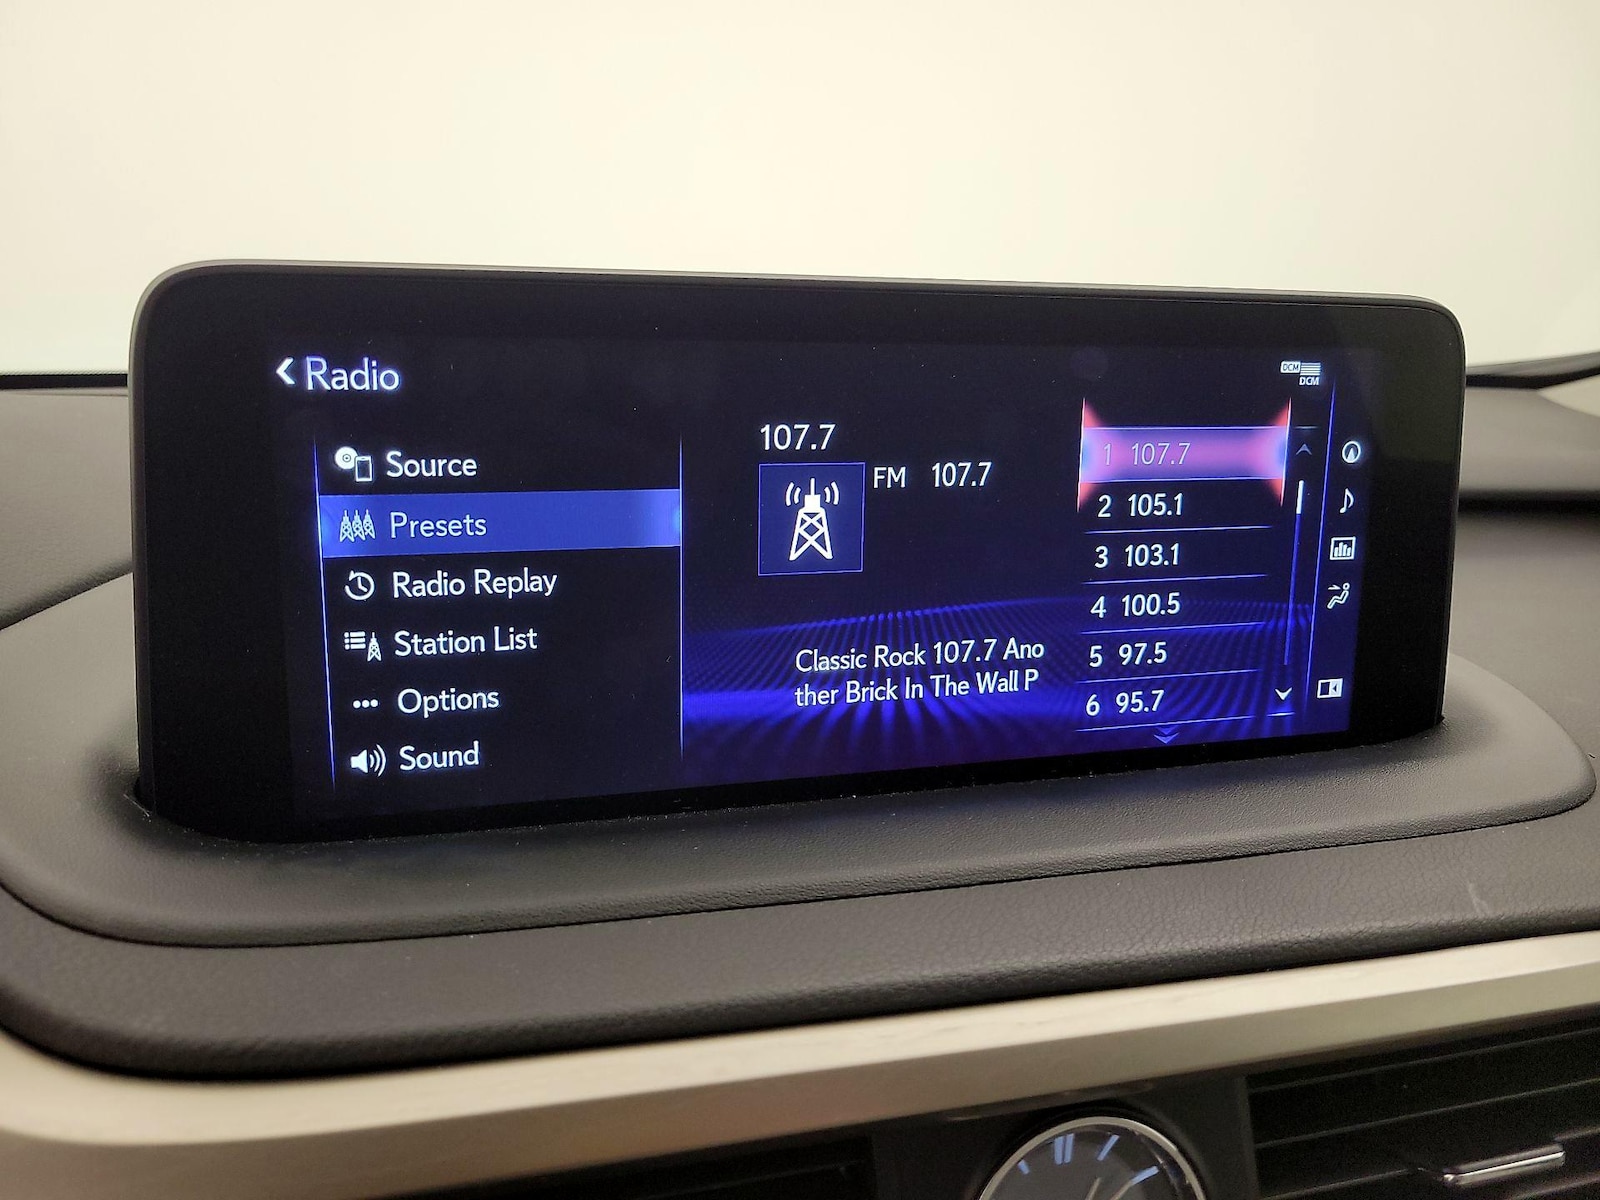 Radio
Source
Presets
Radio Replay
Station List
Options
Sound
107.7
FM 107.7
Classic Rock 107.7 Ano
ther Brick In The Wall P
1 107.7
2 105.1
3 103.1
4 100.5
5 97.5
6 95.7
DCM
DCM